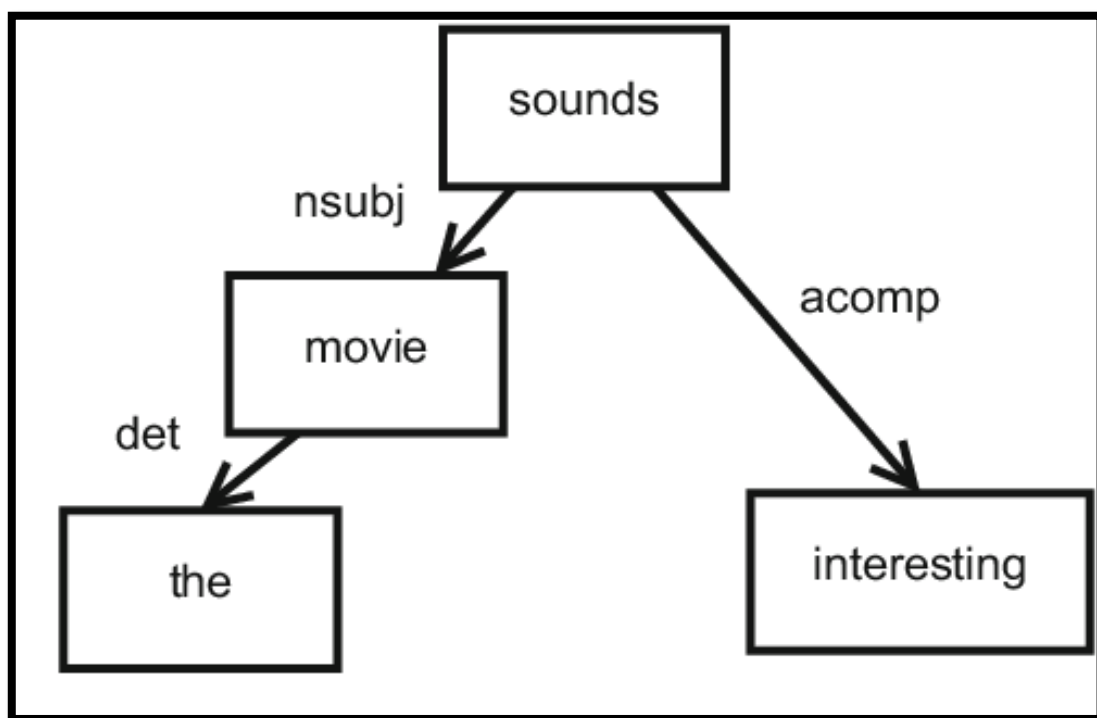 sounds
nsubj
acomp
movie
det
the
interesting